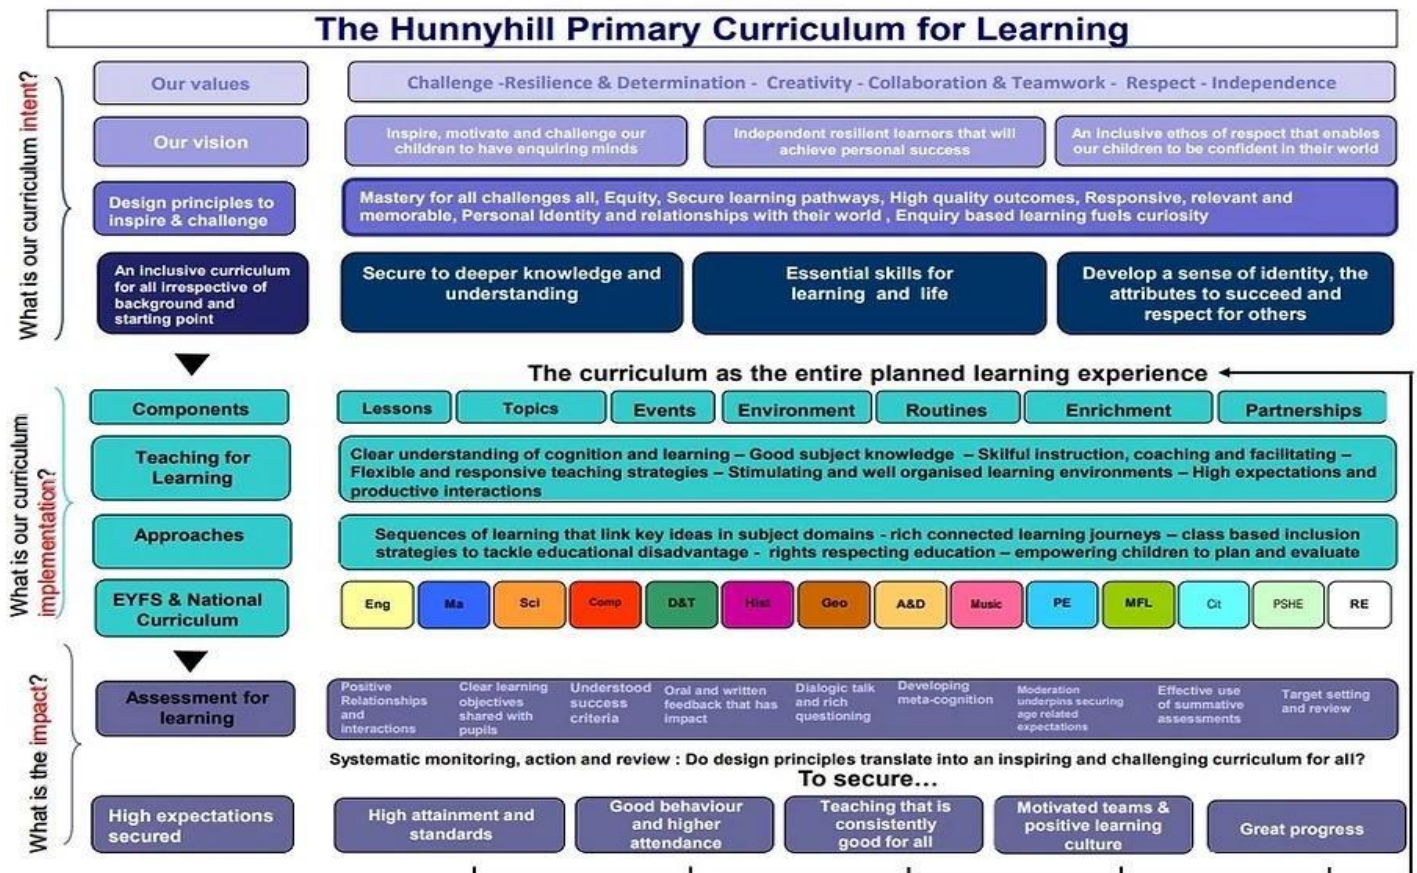 The Hunnyhill Primary Curriculum for Learning
What is our curriculum intent?
Our values
Challenge -Resilience & Determination - Creativity - Collaboration & Teamwork - Respect - Independence
Our vision
Inspire, motivate and challenge our
children to have enquiring minds
Independent resilient learners that will
achieve personal success
An inclusive ethos of respect that enables
our children to be confident in their world
Design principles to
inspire & challenge
Mastery for all challenges all, Equity, Secure learning pathways, High quality outcomes, Responsive, relevant and
memorable, Personal Identity and relationships with their world , Enquiry based learning fuels curiosity
An inclusive curriculum
for all irrespective of
background and
starting point
Secure to deeper knowledge and
understanding
Essential skills for
learning and life
Develop a sense of identity, the
attributes to succeed and
respect for others
The curriculum as the entire planned learning experience
What is our curriculum
implementation?
Components
Lessons
Topics
Events
Environment
Routines
Enrichment
Partnerships
Teaching for
Learning
Clear understanding of cognition and learning – Good subject knowledge – Skilful instruction, coaching and facilitating –
Flexible and responsive teaching strategies – Stimulating and well organised learning environments – High expectations and
productive interactions
Approaches
Sequences of learning that link key ideas in subject domains - rich connected learning journeys – class based inclusion
strategies to tackle educational disadvantage - rights respecting education – empowering children to plan and evaluate
EYFS & National
Curriculum
Eng
Ma
Sci
Comp
D&T
Hist
Geo
A&D
Music
PE
MFL
Cit
PSHE
RE
What is the impact?
Assessment for
learning
Positive
Relationships
and
interactions
Clear learning
objectives
shared with
pupils
Understood
success
criteria
Oral and written
feedback that has
impact
Dialogic talk
and rich
questioning
Developing
meta-cognition
Moderation
underpins securing
age related
expectations
Effective use
of summative
assessments
Target setting
and review
Systematic monitoring, action and review : Do design principles translate into an inspiring and challenging curriculum for all?
To secure...
High expectations
secured
High attainment and
standards
Good behaviour
and higher
attendance
Teaching that is
consistently
good for all
Motivated teams &
positive learning
culture
Great progress